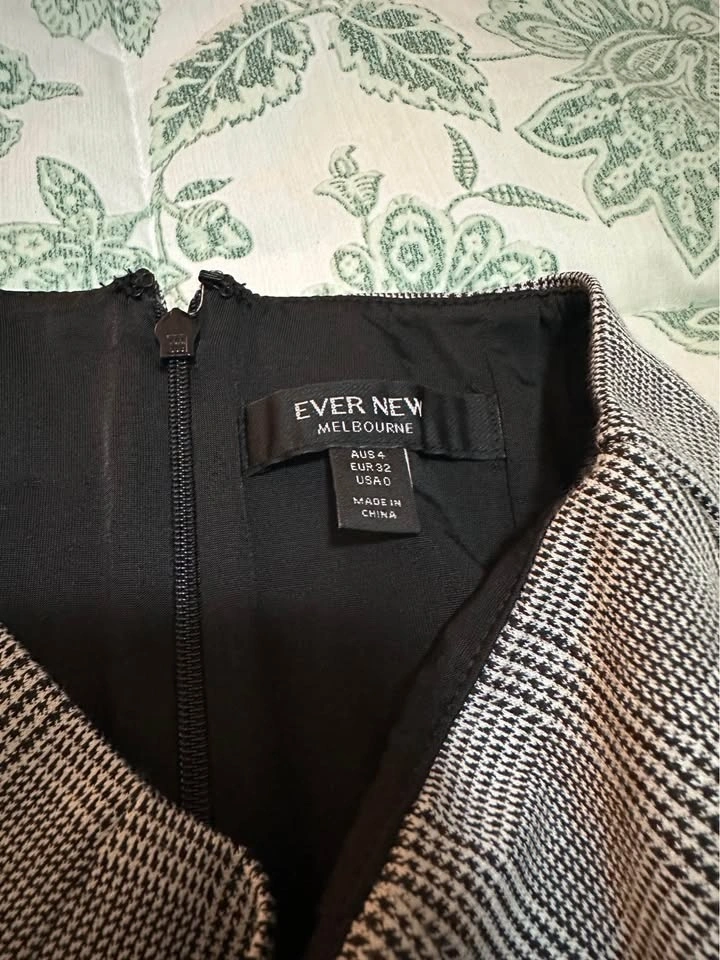 EVER NEW
MELBOURNE
AUS 4
EUR 32
USA 0
MADE IN
CHINA